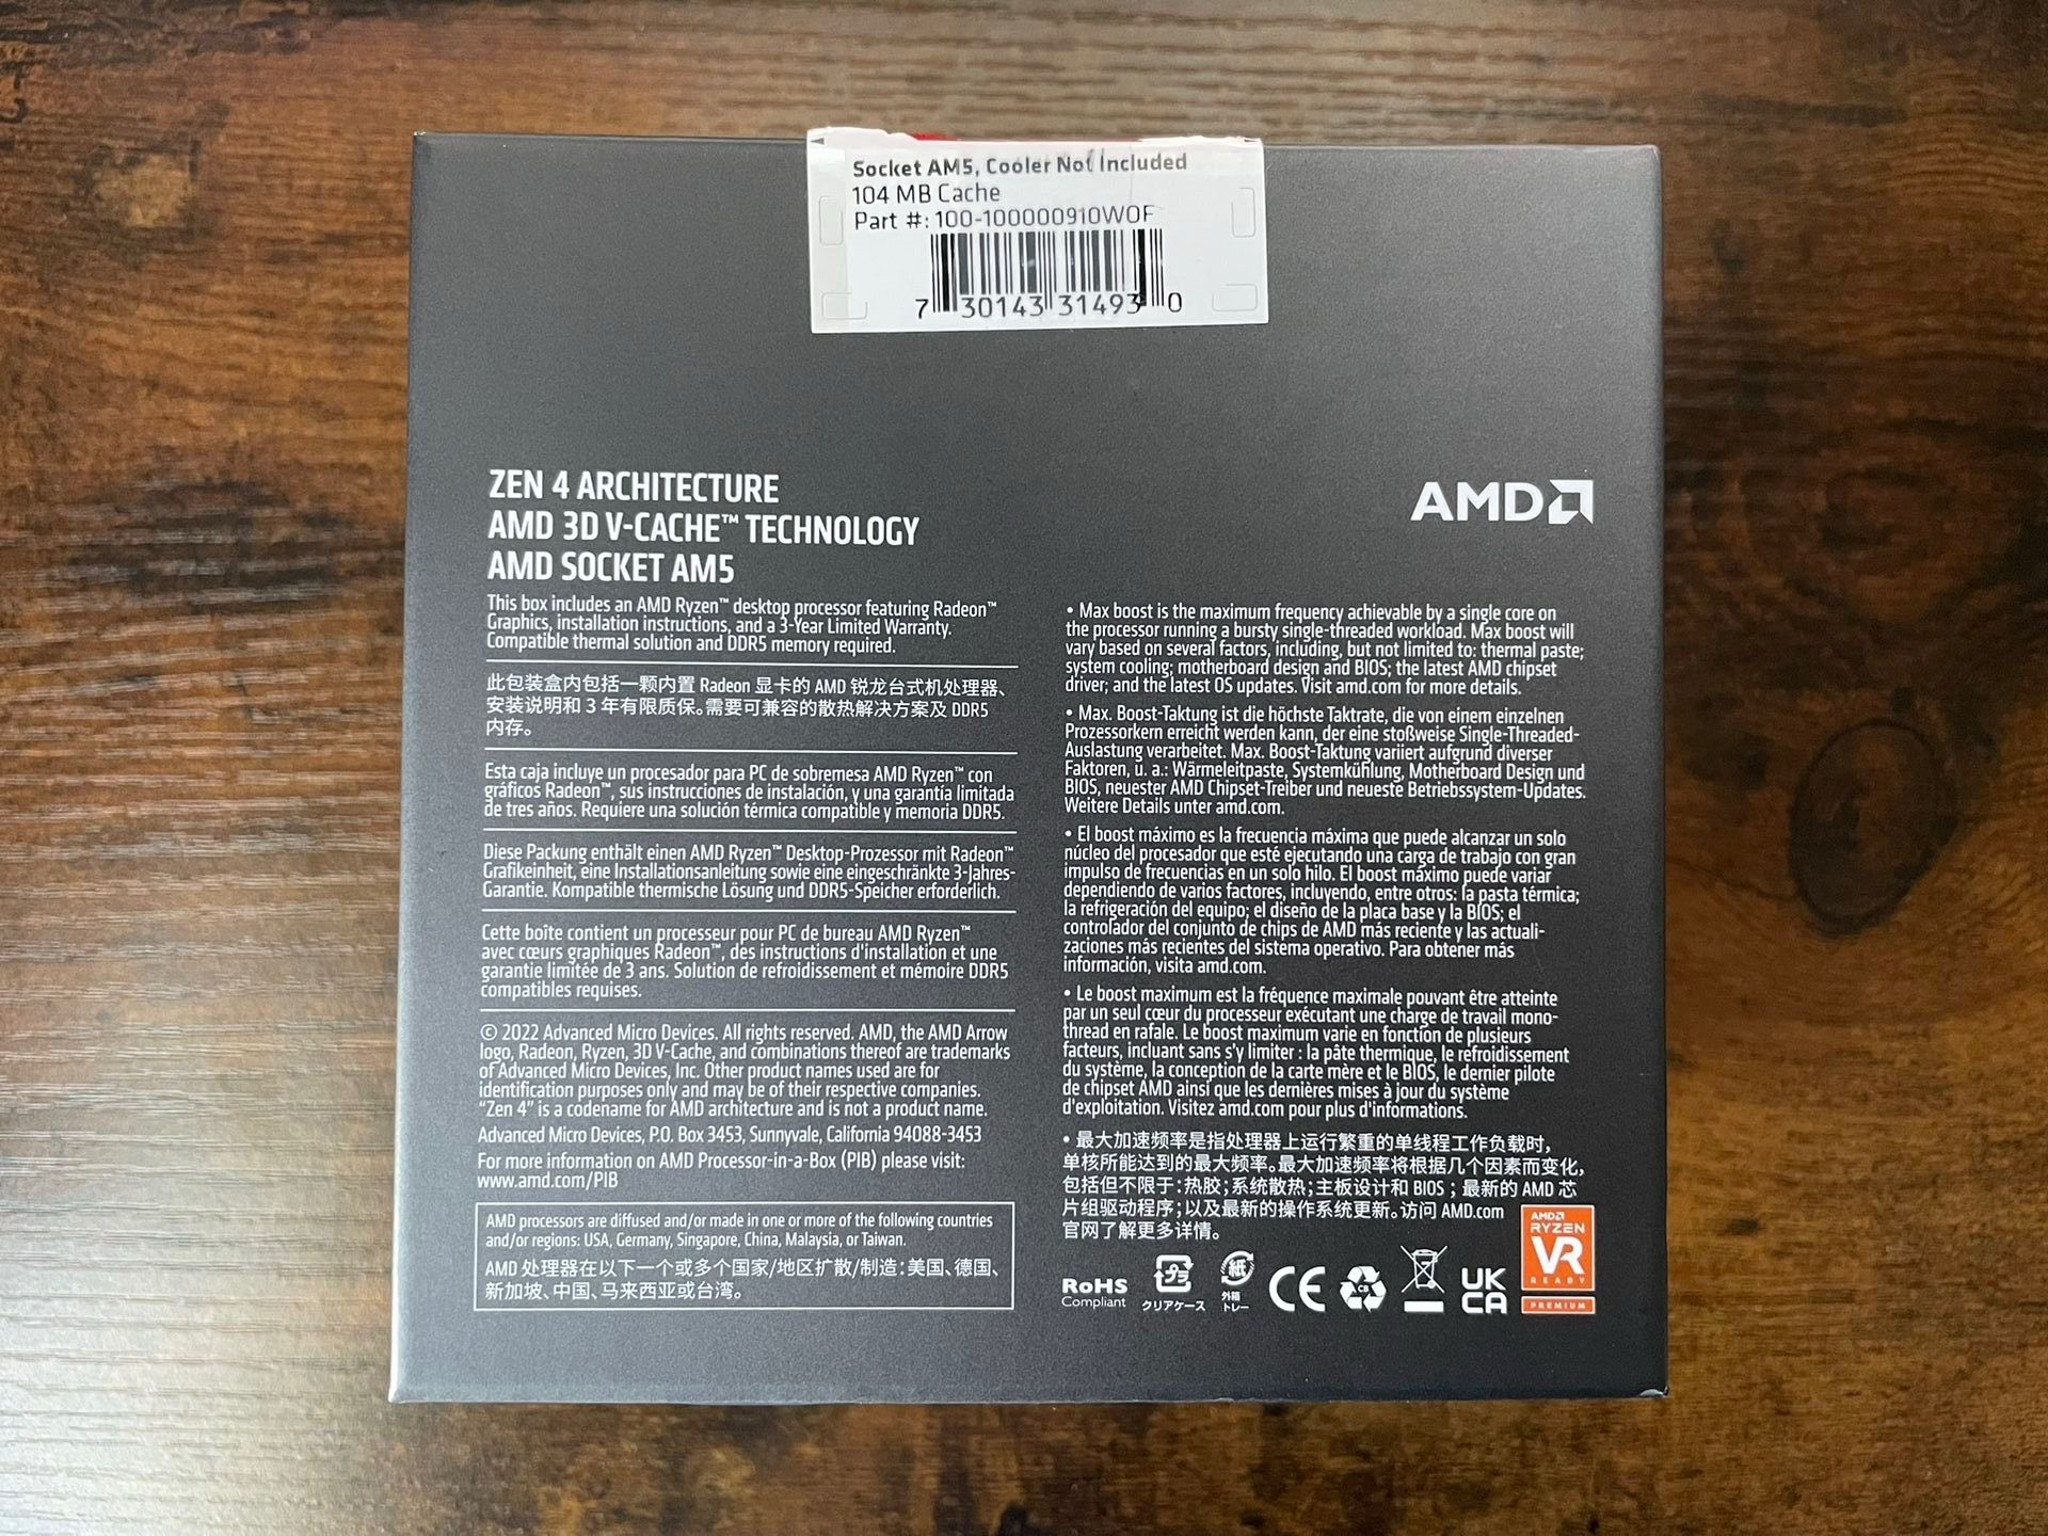 Socket AM5, Cooler Not Included
104 MB Cache
Part #: 100-100000910WOF
7 30143 31493 0
ZEN 4 ARCHITECTURE
AMD 3D V-CACHE™ TECHNOLOGY
AMD SOCKET AM5
This box includes an AMD Ryzen™ desktop processor featuring Radeon™
Graphics, installation instructions, and a 3-Year Limited Warranty.
Compatible thermal solution and DDR5 memory required.
此包装盒内包括一颗内置 Radeon 显卡的 AMD 锐龙台式机处理器、
安装说明和 3 年有限质保。需要可兼容的散热解决方案及 DDR5
内存。
Esta caja incluye un procesador para PC de sobremesa AMD Ryzen™ con
gráficos Radeon™, sus instrucciones de instalación, y una garantía limitada
de tres años. Requiere una solución térmica compatible y memoria DDR5.
Diese Packung enthält einen AMD Ryzen™ Desktop-Prozessor mit Radeon™
Grafikeinheit, eine Installationsanleitung sowie eine eingeschränkte 3-Jahres-
Garantie. Kompatible thermische Lösung und DDR5-Speicher erforderlich.
Cette boîte contient un processeur pour PC de bureau AMD Ryzen™
avec cœurs graphiques Radeon™, des instructions d'installation et une
garantie limitée de 3 ans. Solution de refroidissement et mémoire DDR5
compatibles requises.
© 2022 Advanced Micro Devices. All rights reserved. AMD, the AMD Arrow
logo, Radeon, Ryzen, 3D V-Cache, and combinations thereof are trademarks
of Advanced Micro Devices, Inc. Other product names used are for
identification purposes only and may be of their respective companies.
"Zen 4" is a codename for AMD architecture and is not a product name.
Advanced Micro Devices, P.O. Box 3453, Sunnyvale, California 94088-3453
For more information on AMD Processor-in-a-Box (PIB) please visit:
www.amd.com/PIB
AMD processors are diffused and/or made in one or more of the following countries
and/or regions: USA, Germany, Singapore, China, Malaysia, or Taiwan.
AMD 处理器在以下一个或多个国家/地区扩散/制造：美国、德国、
新加坡、中国、马来西亚或台湾。
AMD
• Max boost is the maximum frequency achievable by a single core on
the processor running a bursty single-threaded workload. Max boost will
vary based on several factors, including, but not limited to: thermal paste;
system cooling; motherboard design and BIOS; the latest AMD chipset
driver; and the latest OS updates. Visit amd.com for more details.
• Max. Boost-Taktung ist die höchste Taktrate, die von einem einzelnen
Prozessorkern erreicht werden kann, der eine stoßweise Single-Threaded-
Auslastung verarbeitet. Max. Boost-Taktung variiert aufgrund diverser
Faktoren, u. a.: Wärmeleitpaste, Systemkühlung, Motherboard Design und
BIOS, neuester AMD Chipset-Treiber und neueste Betriebssystem-Updates.
Weitere Details unter amd.com.
• El boost máximo es la frecuencia máxima que puede alcanzar un solo
núcleo del procesador que esté ejecutando una carga de trabajo con gran
impulso de frecuencias en un solo hilo. El boost máximo puede variar
dependiendo de varios factores, incluyendo, entre otros: la pasta térmica;
la refrigeración del equipo; el diseño de la placa base y la BIOS; el
controlador del conjunto de chips de AMD más reciente y las actuali-
zaciones más recientes del sistema operativo. Para obtener más
información, visita amd.com.
• Le boost maximum est la fréquence maximale pouvant être atteinte
par un seul cœur du processeur exécutant une charge de travail mono-
thread en rafale. Le boost maximum varie en fonction de plusieurs
facteurs, incluant sans s'y limiter : la pâte thermique, le refroidissement
du système, la conception de la carte mère et le BIOS, le dernier pilote
de chipset AMD ainsi que les dernières mises à jour du système
d'exploitation. Visitez amd.com pour plus d'informations.
• 最大加速频率是指处理器上运行繁重的单线程工作负载时，
单核所能达到的最大频率。最大加速频率将根据几个因素而变化，
包括但不限于：热胶；系统散热；主板设计和 BIOS；最新的 AMD 芯
片组驱动程序；以及最新的操作系统更新。访问 AMD.com
官网了解更多详情。
RoHS
Compliant
プラ
クリアケース
紙
外箱
トレー
CE
CB
UK
CA
AMD
RYZEN
VR
READY
PREMIUM